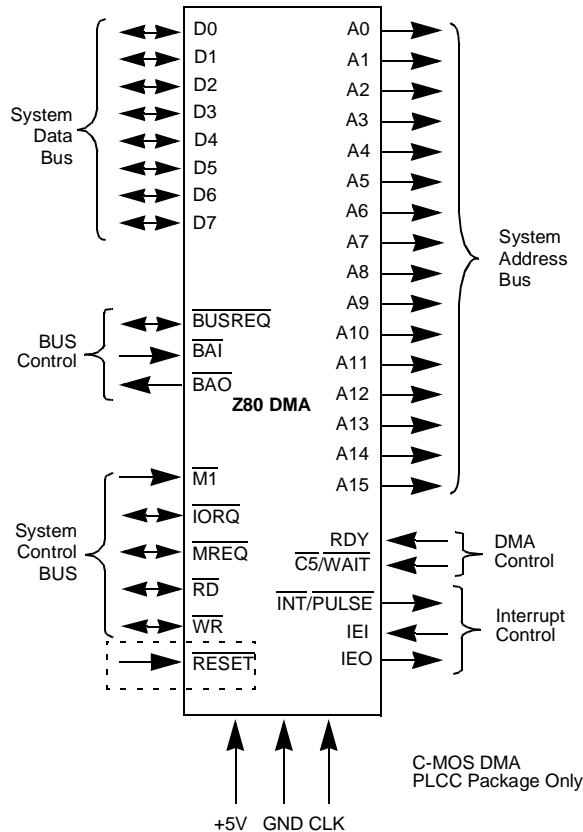 D0
D1
D2
D3
D4
D5
D6
D7
System
Data
Bus
BUSREQ
BAI
BAO
BUS
Control
Z80 DMA
M1
IORQ
MREQ
RD
WR
RESET
System
Control
BUS
A0
A1
A2
A3
A4
A5
A6
A7
A8
A9
A10
A11
A12
A13
A14
A15
System
Address
Bus
RDY
C5/WAIT
DMA
Control
INT/PULSE
IEI
IEO
Interrupt
Control
+5V GND CLK
C-MOS DMA
PLCC Package Only